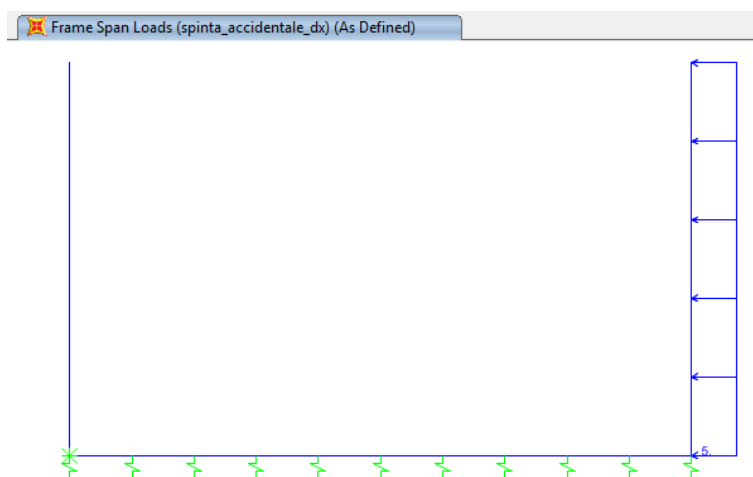 Frame Span Loads (spinta_accidentale_dx) (As Defined)
5.